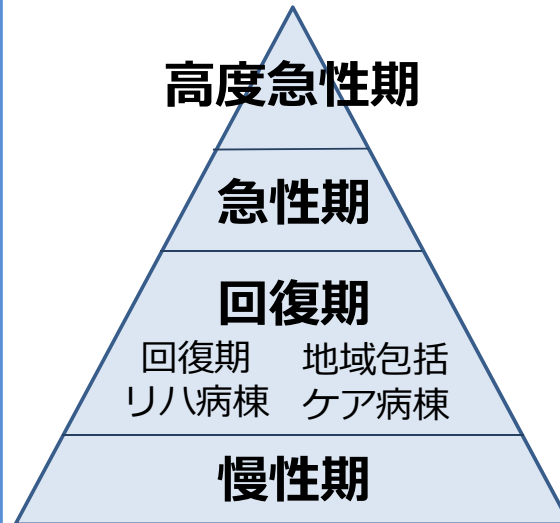 高度急性期
急性期
回復期
回復期 地域包括
リハ病棟 ケア病棟
慢性期